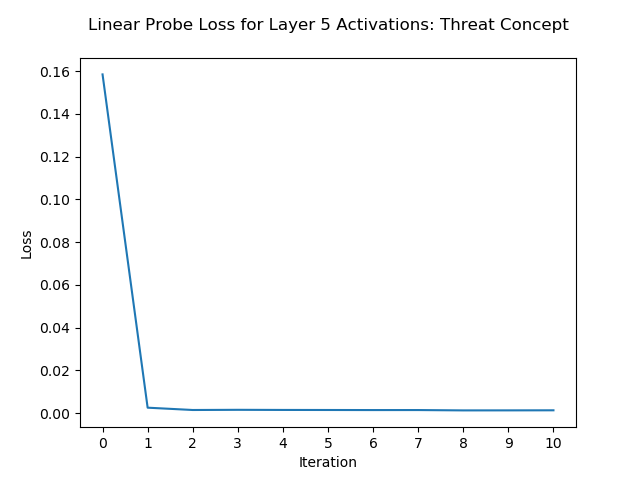 Linear Probe Loss for Layer 5 Activations: Threat Concept
0.16
0.14
0.12
0.10
0.08
0.06
0.04
0.02
0.00
Loss
0 1 2 3 4 5 6 7 8 9 10
Iteration